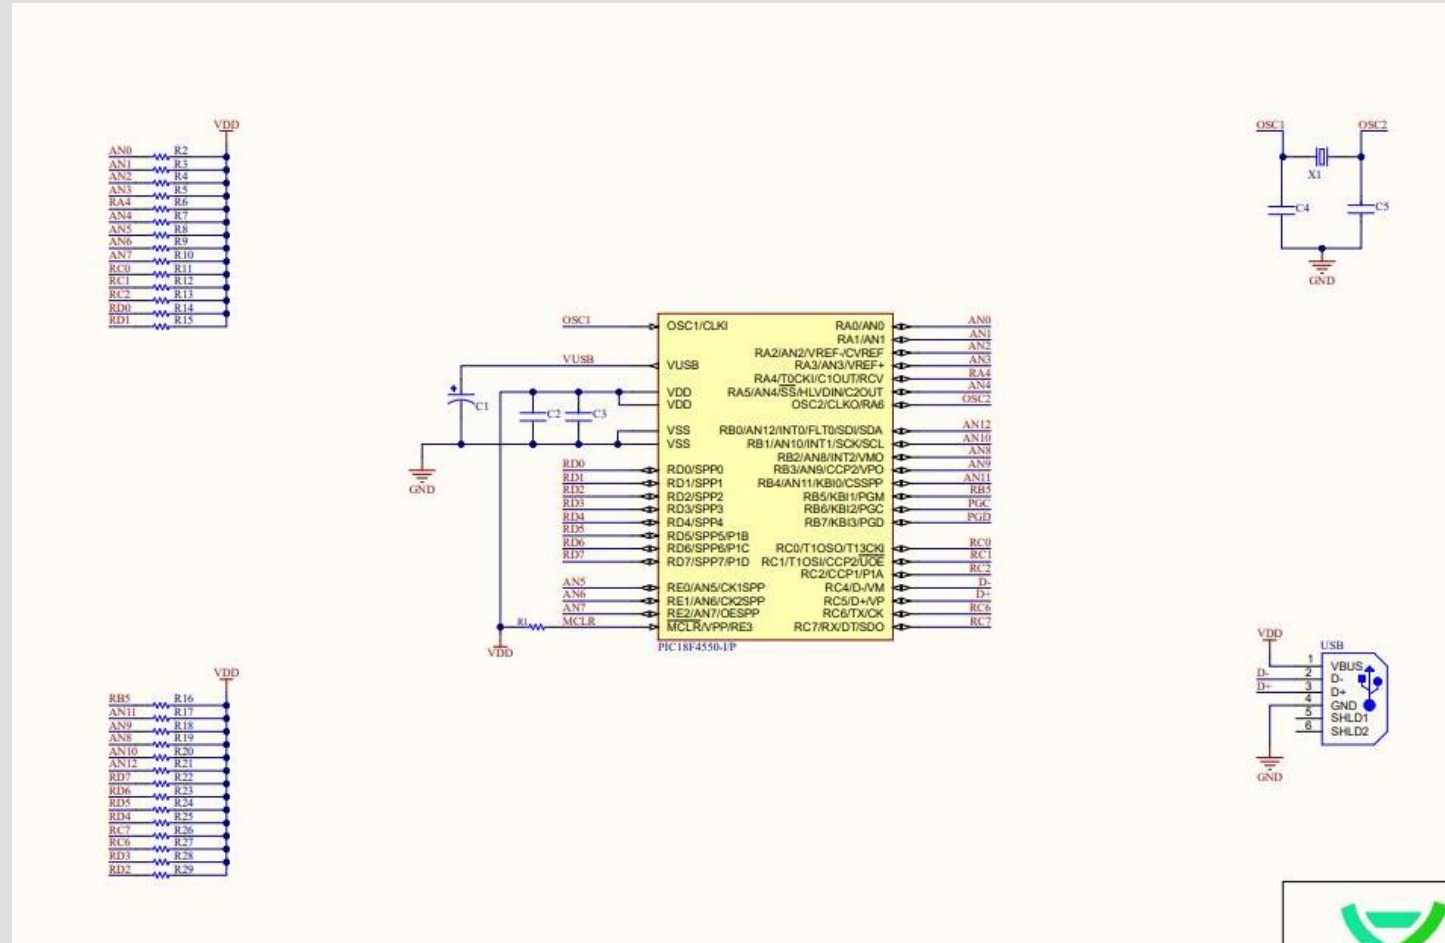 VDD
AN0 R2
AN1 R3
AN2 R4
AN3 R5
RA4 R6
AN4 R7
AN5 R8
AN6 R9
AN7 R10
RC0 R11
RC1 R12
RC2 R13
RD0 R14
RD1 R15
OSC1 OSC2
X1
C4 C5
GND
OSC1 OSC1/CLKI RA0/AN0 AN0
RA1/AN1 AN1
RA2/AN2/VREF-/CVREF AN2
VUSB VUSB RA3/AN3/VREF+ AN3
RA4/T0CKI/C1OUT/RCV RA4
VDD RA5/AN4/SS/HLVDIN/C2OUT AN4
VDD OSC2/CLKO/RA6 OSC2
+ C1 C2 C3
VSS RB0/AN12/INT0/FLT0/SDI/SDA AN12
VSS RB1/AN10/INT1/SCK/SCL AN10
RB2/AN8/INT2/VMO AN8
RD0 RD0/SPP0 RB3/AN9/CCP2/VPO AN9
RD1 RD1/SPP1 RB4/AN11/KBI0/CSSPP AN11
RD2 RD2/SPP2 RB5/KBI1/PGM RB5
RD3 RD3/SPP3 RB6/KBI2/PGC PGC
RD4 RD4/SPP4 RB7/KBI3/PGD PGD
RD5 RD5/SPP5/P1B
RD6 RD6/SPP6/P1C RC0/T1OSO/T13CKI RC0
RD7 RD7/SPP7/P1D RC1/T1OSI/CCP2/UOE RC1
RC2/CCP1/P1A RC2
AN5 RE0/AN5/CK1SPP RC4/D-/VM D-
AN6 RE1/AN6/CK2SPP RC5/D+/VP D+
AN7 RE2/AN7/OESPP RC6/TX/CK RC6
R1 MCLR MCLR/VPP/RE3 RC7/RX/DT/SDO RC7
GND
VDD
PIC18F4550-I/P
VDD
RB5 R16
AN11 R17
AN9 R18
AN8 R19
AN10 R20
AN12 R21
RD7 R22
RD6 R23
RD5 R24
RD4 R25
RC7 R26
RC6 R27
RD3 R28
RD2 R29
VDD USB
1 VBUS
D- 2 D-
D+ 3 D+
4 GND
5 SHLD1
6 SHLD2
GND